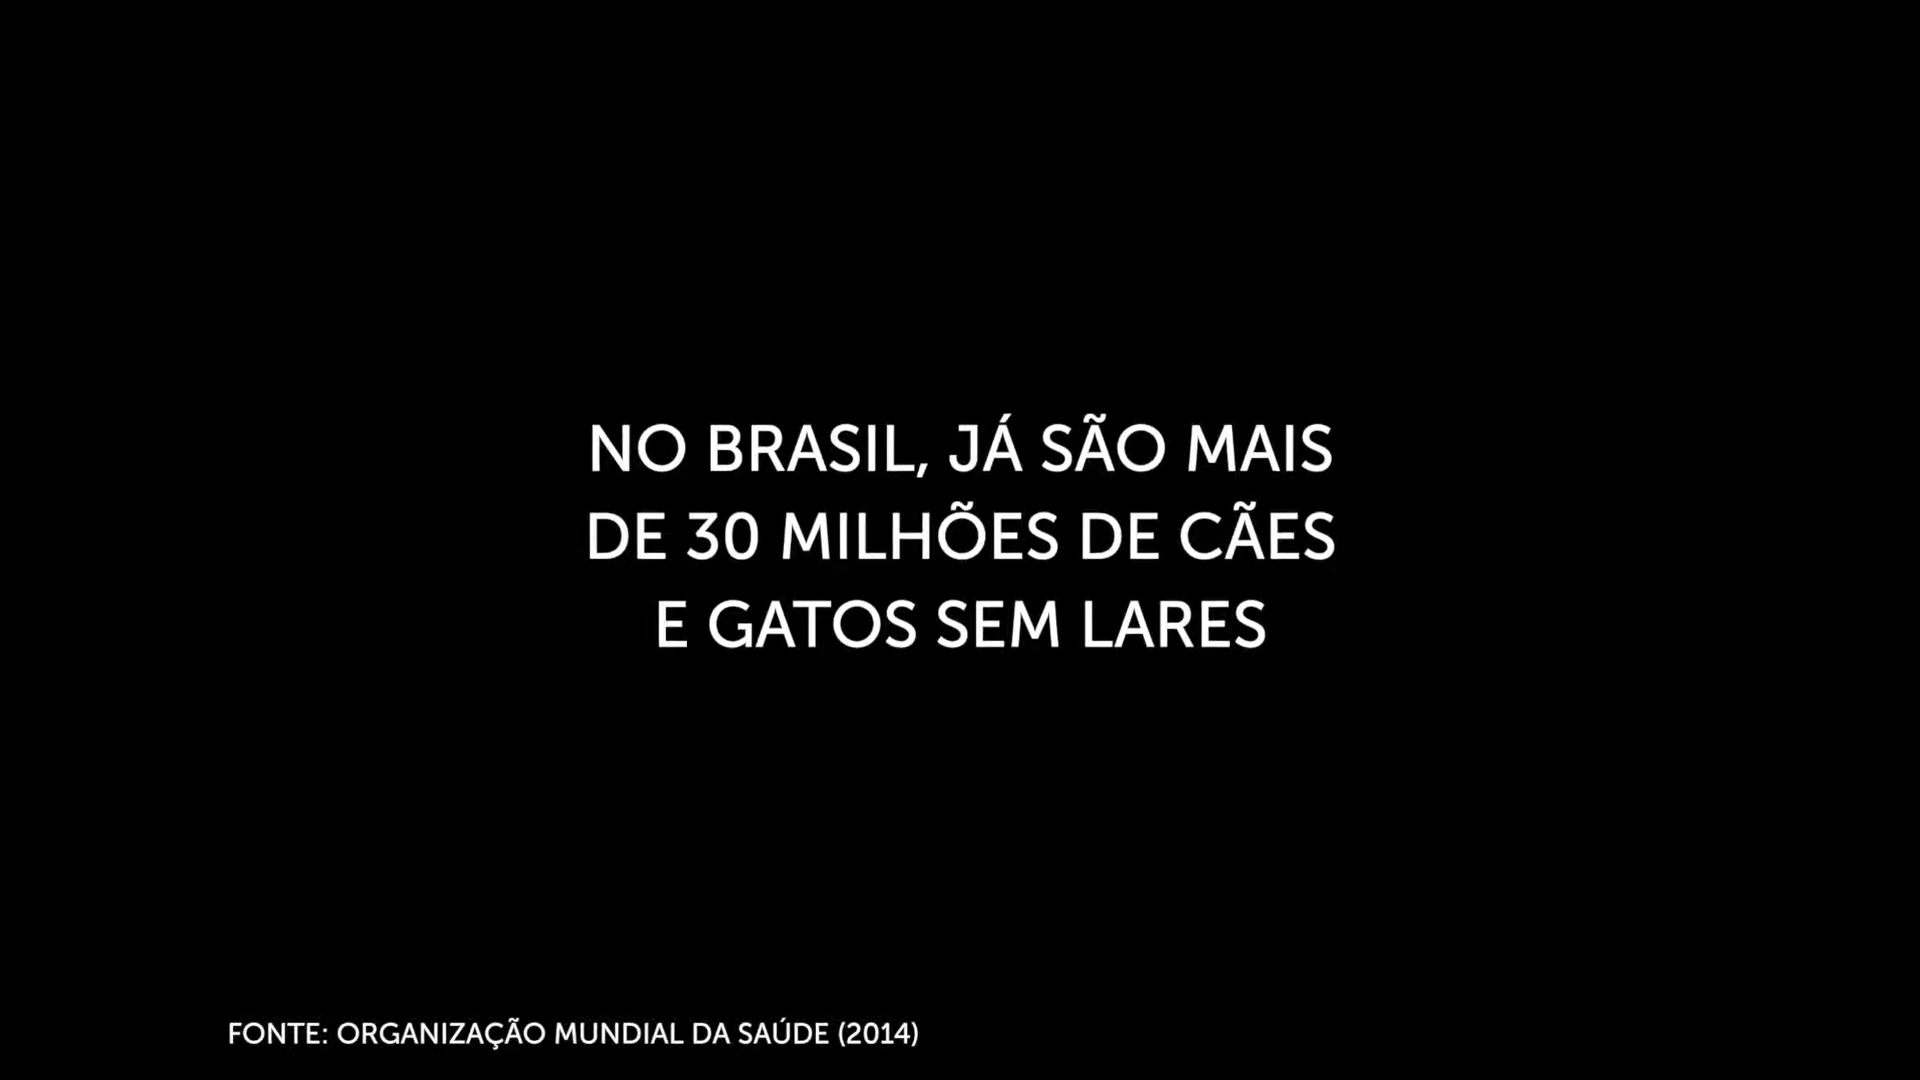 NO BRASIL, JÁ SÃO MAIS
DE 30 MILHÕES DE CÃES
E GATOS SEM LARES
FONTE: ORGANIZAÇÃO MUNDIAL DA SAÚDE (2014)